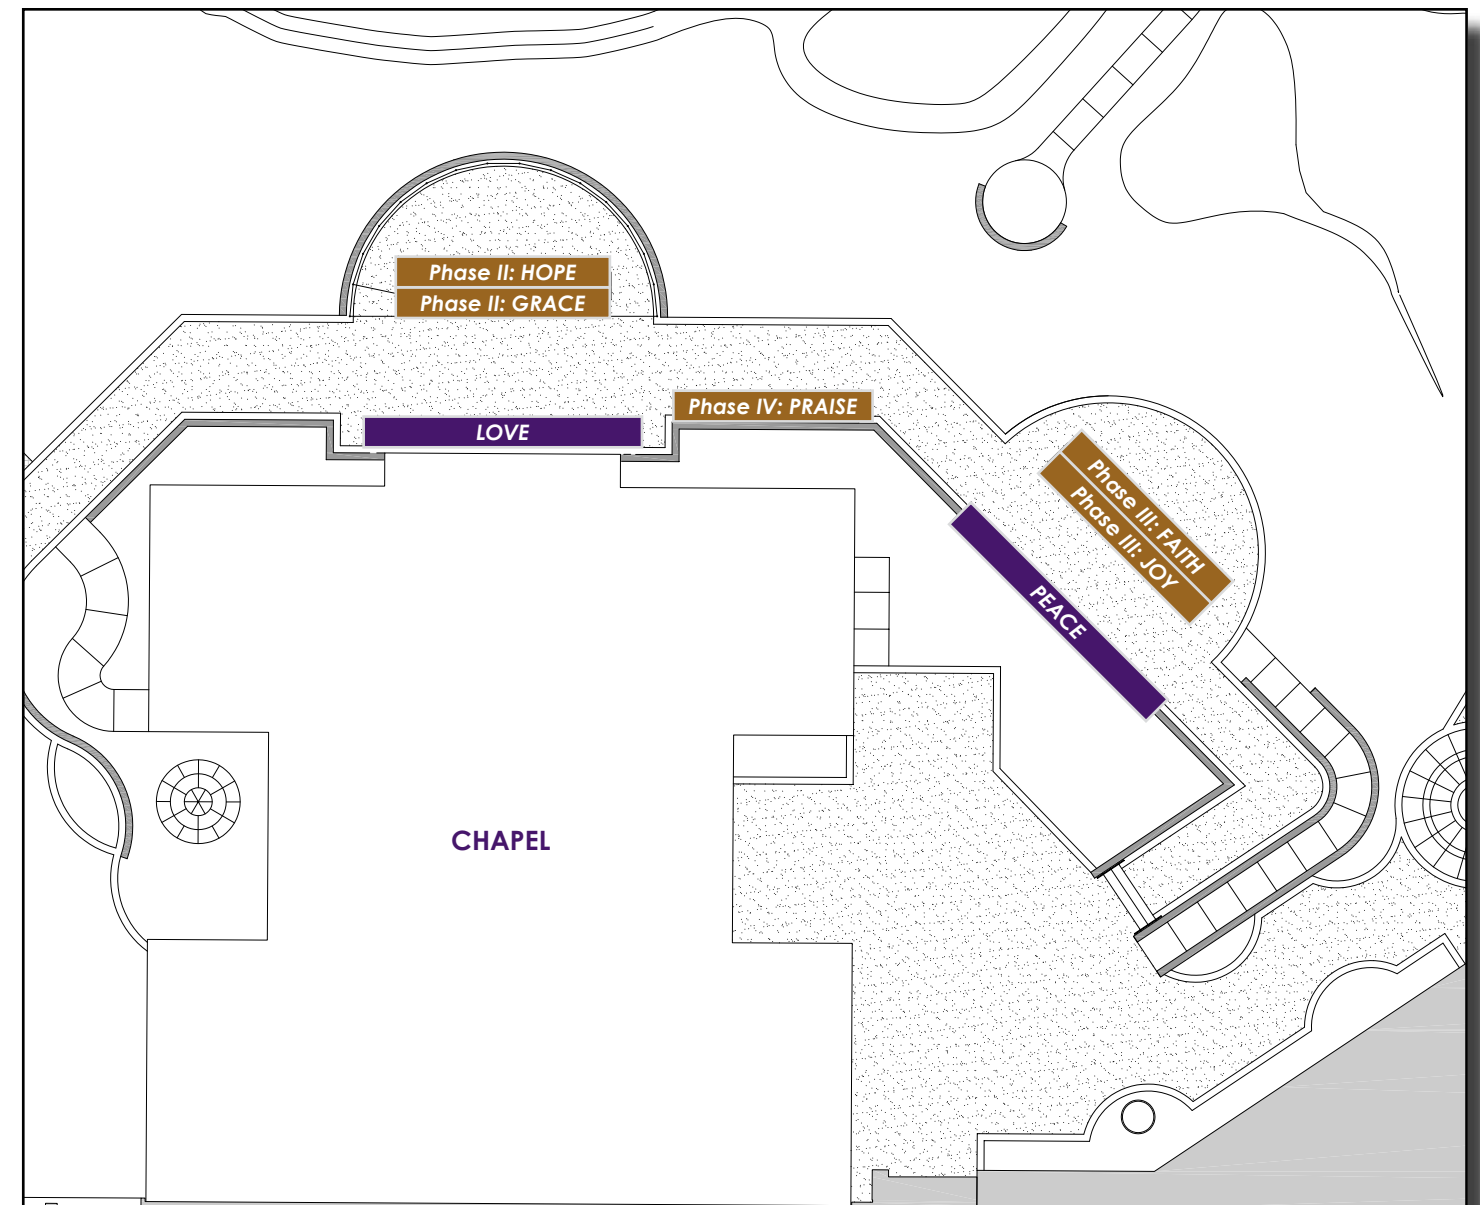 Phase II: HOPE
Phase II: GRACE
Phase IV: PRAISE
LOVE
Phase III: FAITH
Phase III: JOY
PEACE
CHAPEL